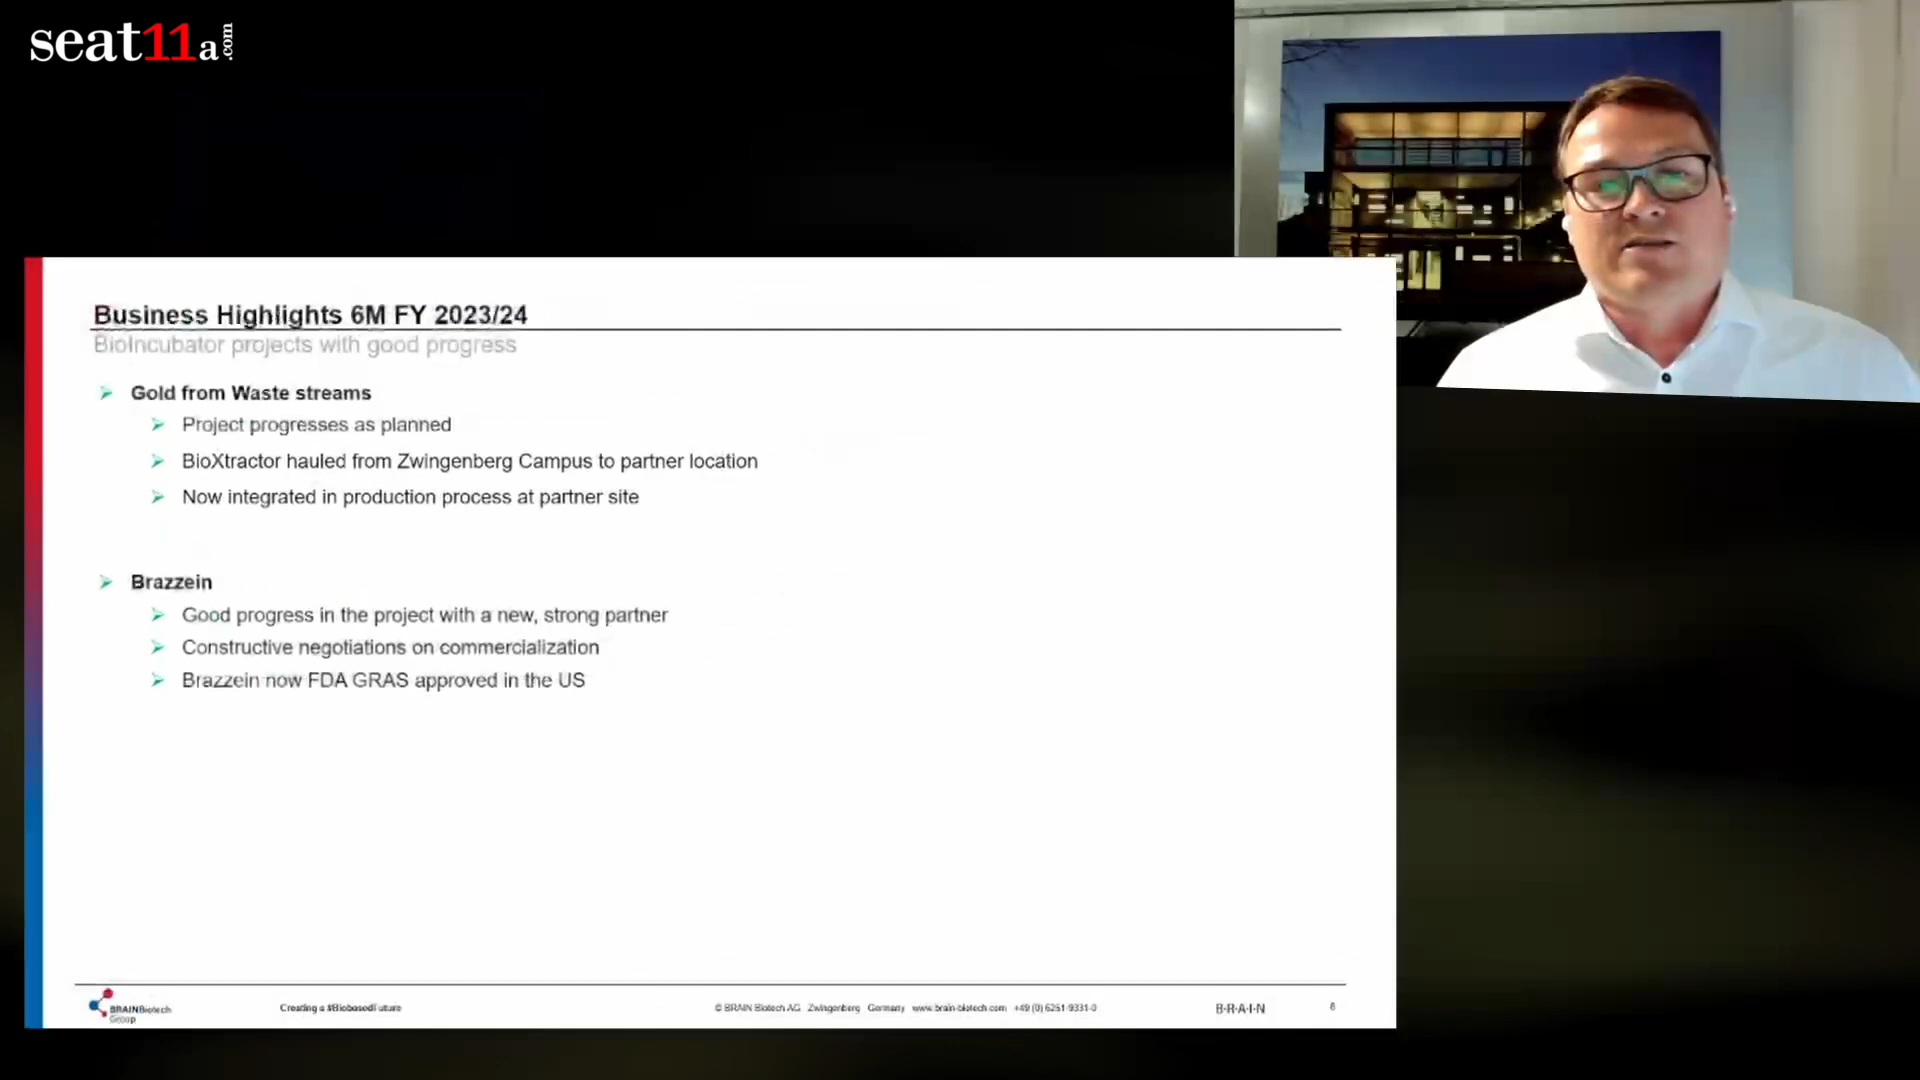 seat11a.com
Business Highlights 6M FY 2023/24
BioIncubator projects with good progress
Gold from Waste streams
Project progresses as planned
BioXtractor hauled from Zwingenberg Campus to partner location
Now integrated in production process at partner site
Brazzein
Good progress in the project with a new, strong partner
Constructive negotiations on commercialization
Brazzein now FDA GRAS approved in the US
BRAINBiotech
Group
Creating a #BiobasedFuture
© BRAIN Biotech AG Zwingenberg Germany www.brain-biotech.com +49 (0) 6251-9331-0
B·R·A·I·N
6